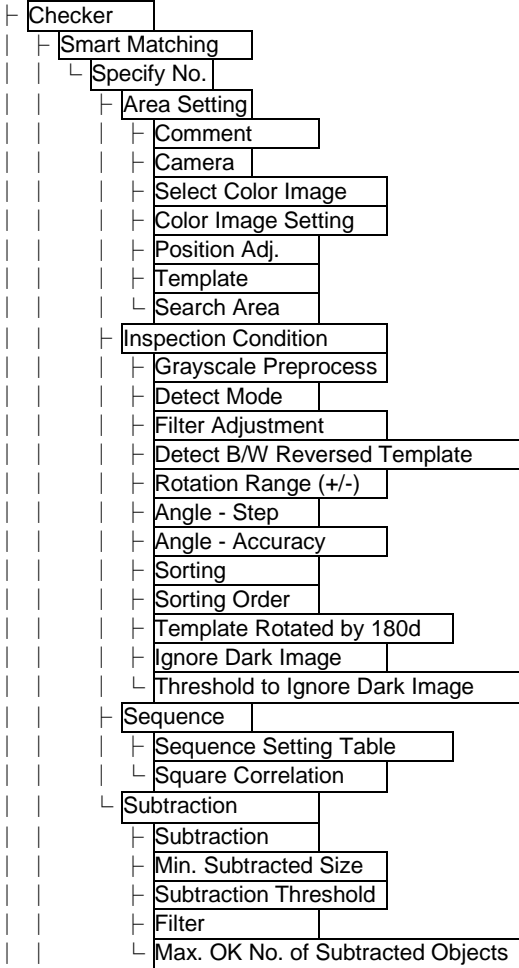 Checker
Smart Matching
Specify No.
Area Setting
Comment
Camera
Select Color Image
Color Image Setting
Position Adj.
Template
Search Area
Inspection Condition
Grayscale Preprocess
Detect Mode
Filter Adjustment
Detect B/W Reversed Template
Rotation Range (+/-)
Angle - Step
Angle - Accuracy
Sorting
Sorting Order
Template Rotated by 180d
Ignore Dark Image
Threshold to Ignore Dark Image
Sequence
Sequence Setting Table
Square Correlation
Subtraction
Subtraction
Min. Subtracted Size
Subtraction Threshold
Filter
Max. OK No. of Subtracted Objects